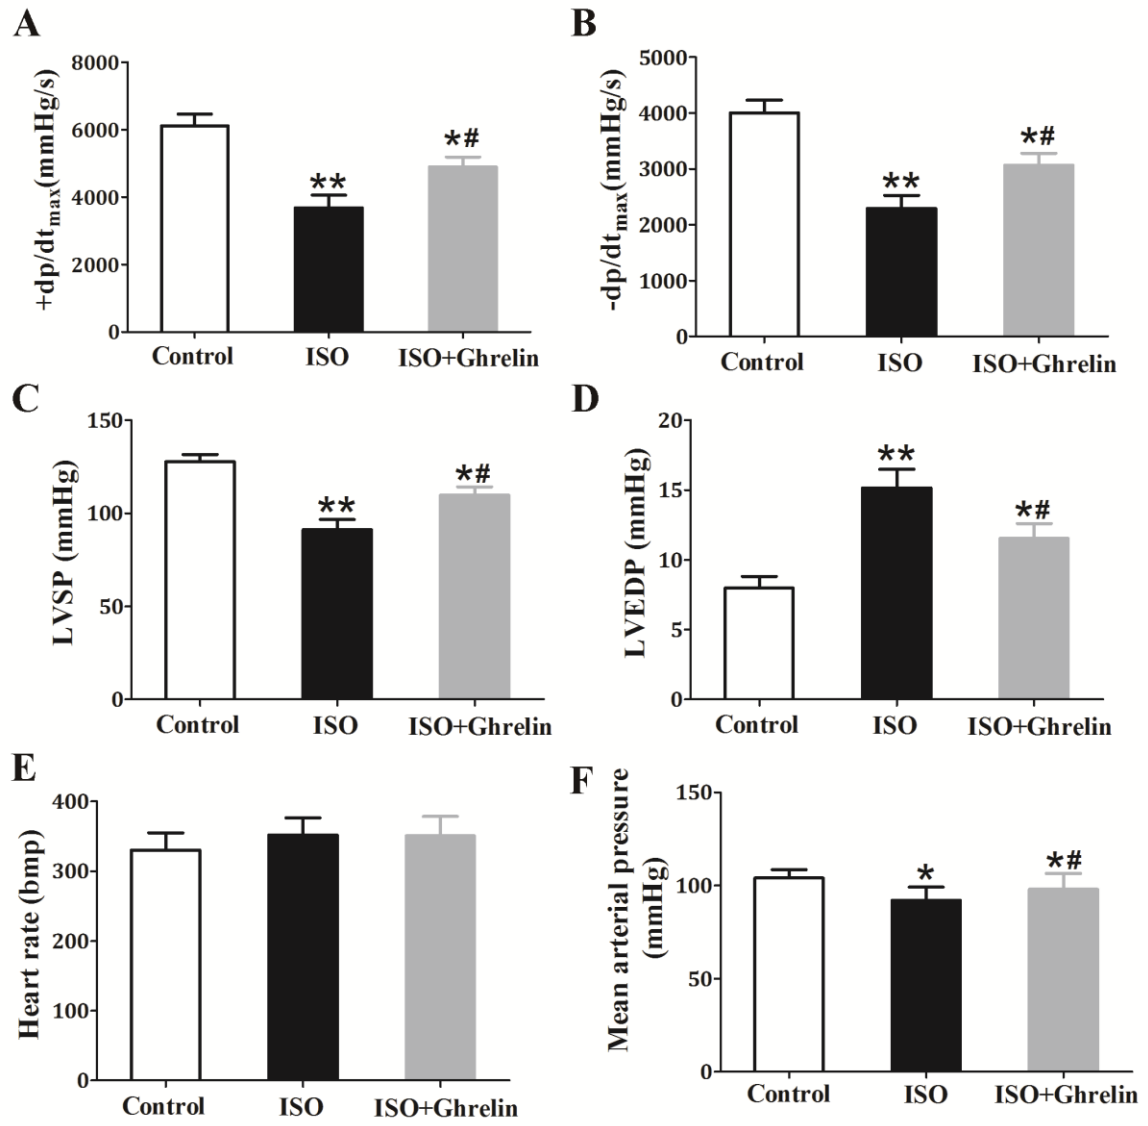 A
+dp/dtmax(mmHg/s)
8000
6000
4000
2000
0
**
*#
Control ISO ISO+Ghrelin
B
-dp/dtmax(mmHg/s)
5000
4000
3000
2000
1000
0
**
*#
Control ISO ISO+Ghrelin
C
LVSP (mmHg)
150
100
50
0
**
*#
Control ISO ISO+Ghrelin
D
LVEDP (mmHg)
20
15
10
5
0
**
*#
Control ISO ISO+Ghrelin
E
Heart rate (bmp)
400
300
200
100
0
Control ISO ISO+Ghrelin
F
Mean arterial pressure
(mmHg)
150
100
50
0
*
*#
Control ISO ISO+Ghrelin